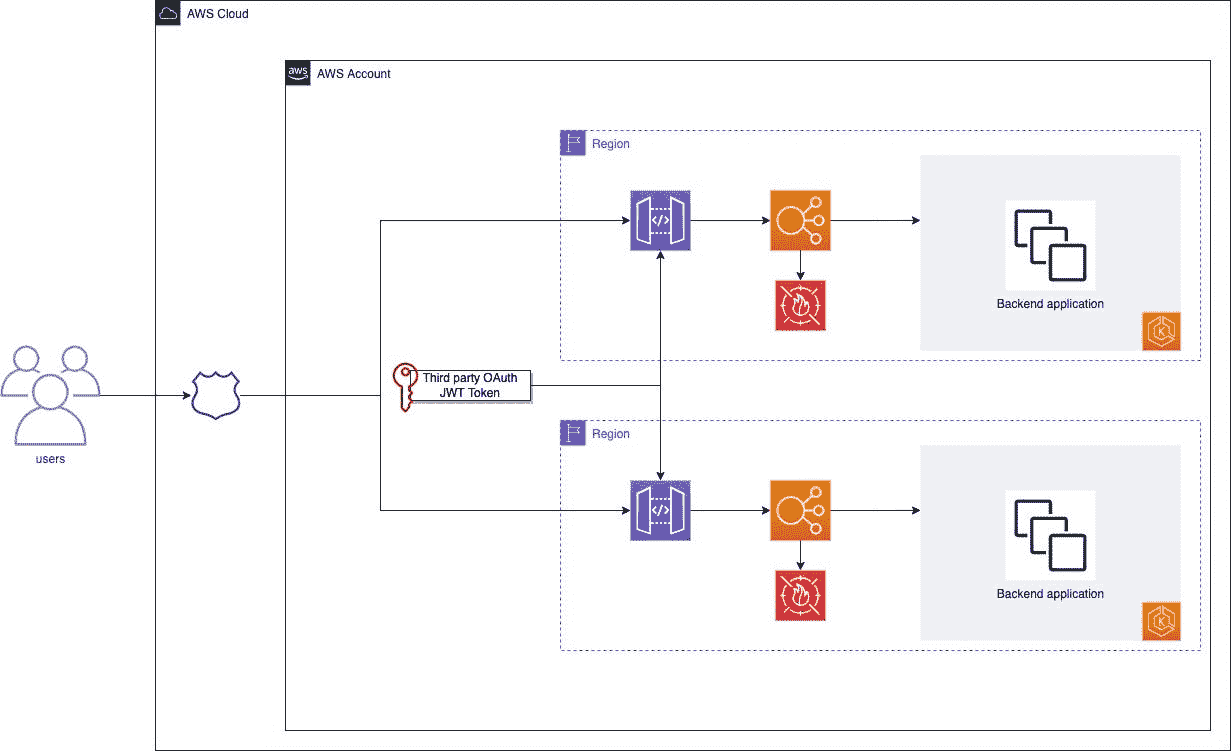 AWS Cloud
aws
AWS Account
Region
</>
Backend application
K
Third party OAuth
JWT Token
users
Region
</>
Backend application
K